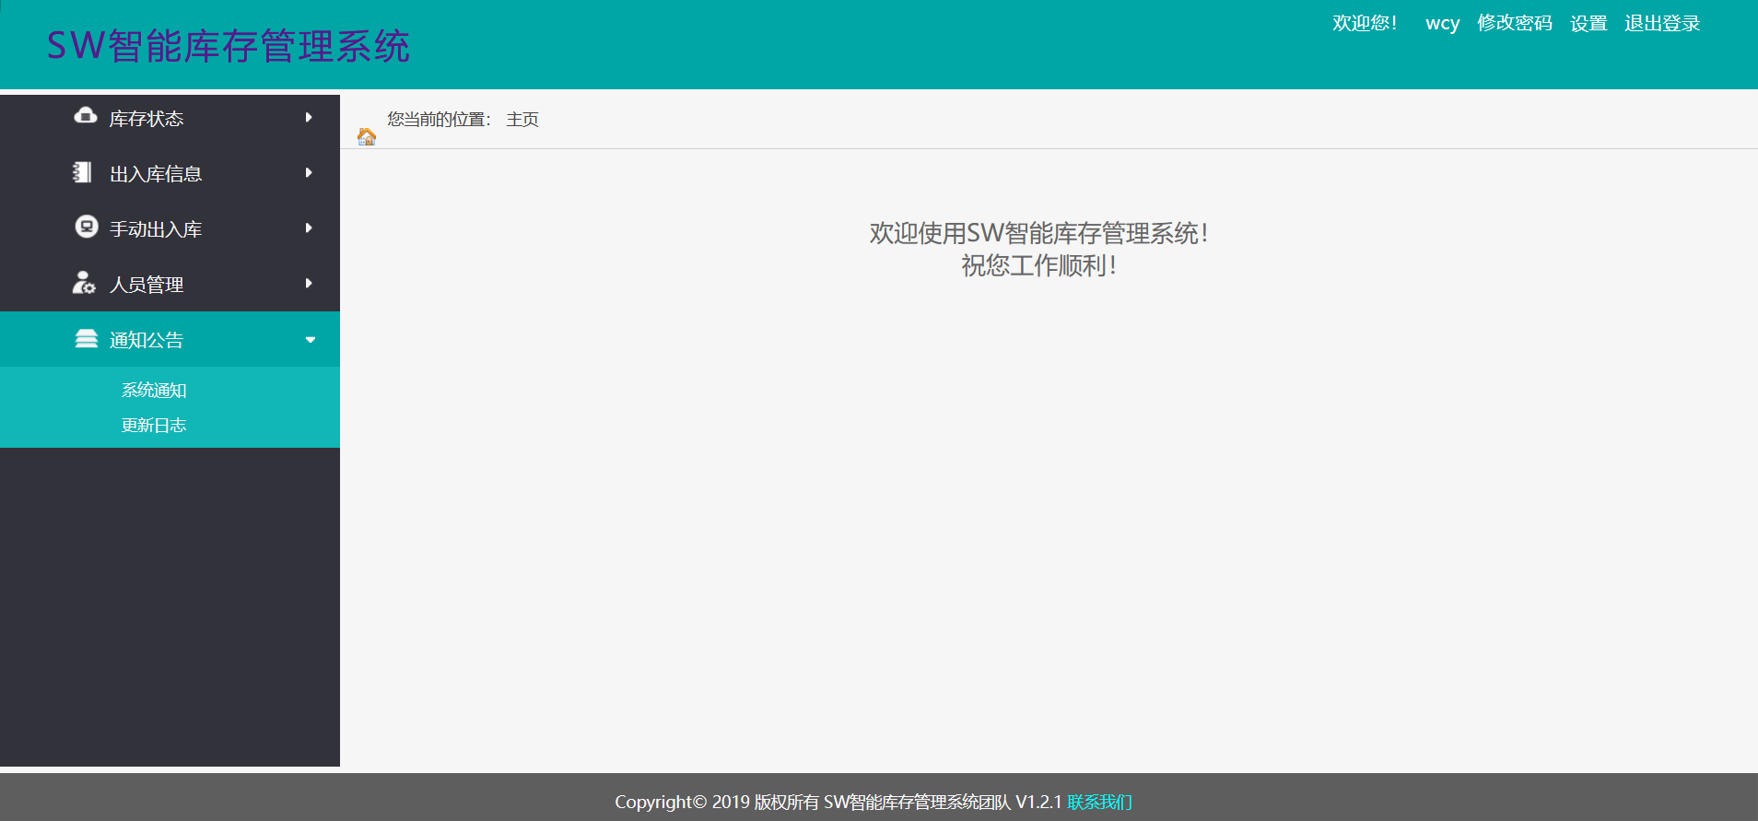 SW智能库存管理系统
欢迎您！ wcy 修改密码 设置 退出登录
库存状态
出入库信息
手动出入库
人员管理
通知公告
系统通知
更新日志
您当前的位置： 主页
欢迎使用SW智能库存管理系统！
祝您工作顺利！
Copyright© 2019 版权所有 SW智能库存管理系统团队 V1.2.1 联系我们